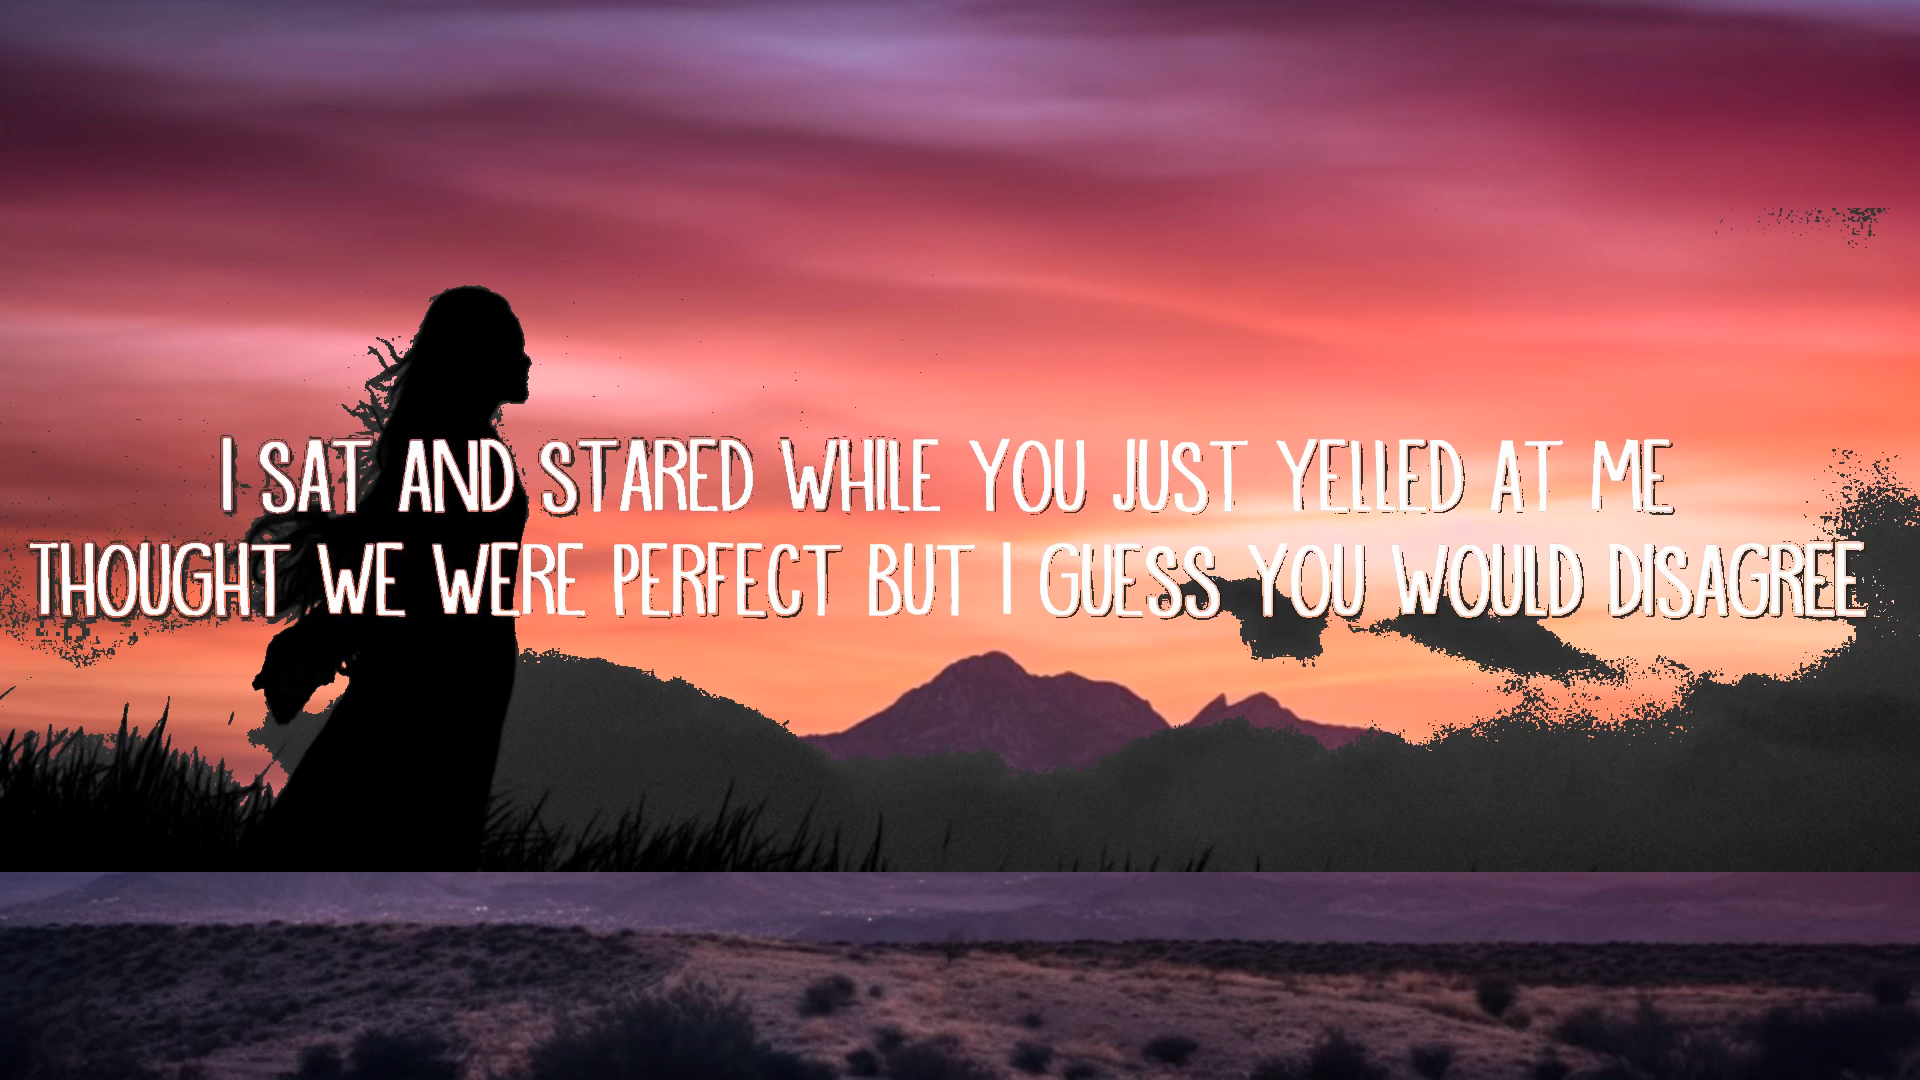 I SAT AND STARED WHILE YOU JUST YELLED AT ME
THOUGHT WE WERE PERFECT BUT I GUESS YOU WOULD DISAGREE